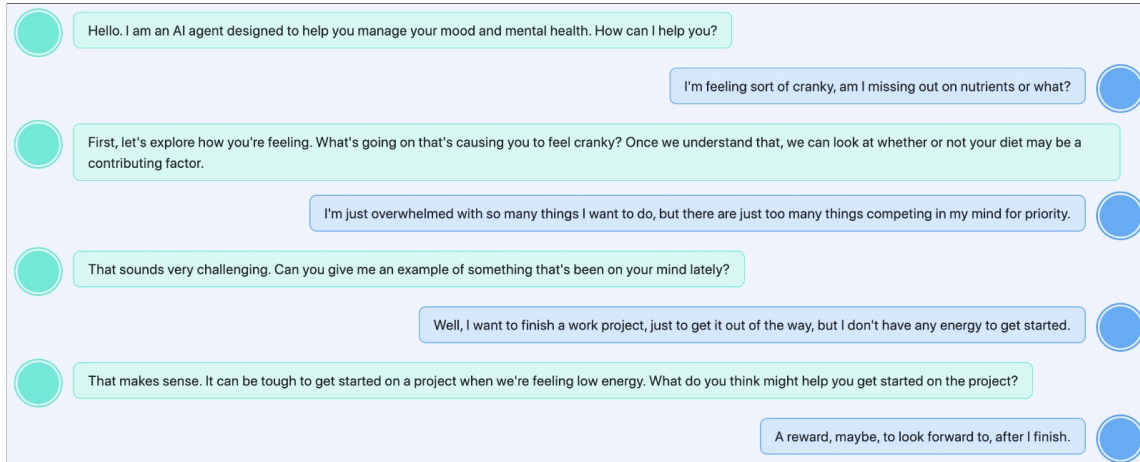 Hello. I am an AI agent designed to help you manage your mood and mental health. How can I help you?
I'm feeling sort of cranky, am I missing out on nutrients or what?
First, let's explore how you're feeling. What's going on that's causing you to feel cranky? Once we understand that, we can look at whether or not your diet may be a
contributing factor.
I'm just overwhelmed with so many things I want to do, but there are just too many things competing in my mind for priority.
That sounds very challenging. Can you give me an example of something that's been on your mind lately?
Well, I want to finish a work project, just to get it out of the way, but I don't have any energy to get started.
That makes sense. It can be tough to get started on a project when we're feeling low energy. What do you think might help you get started on the project?
A reward, maybe, to look forward to, after I finish.